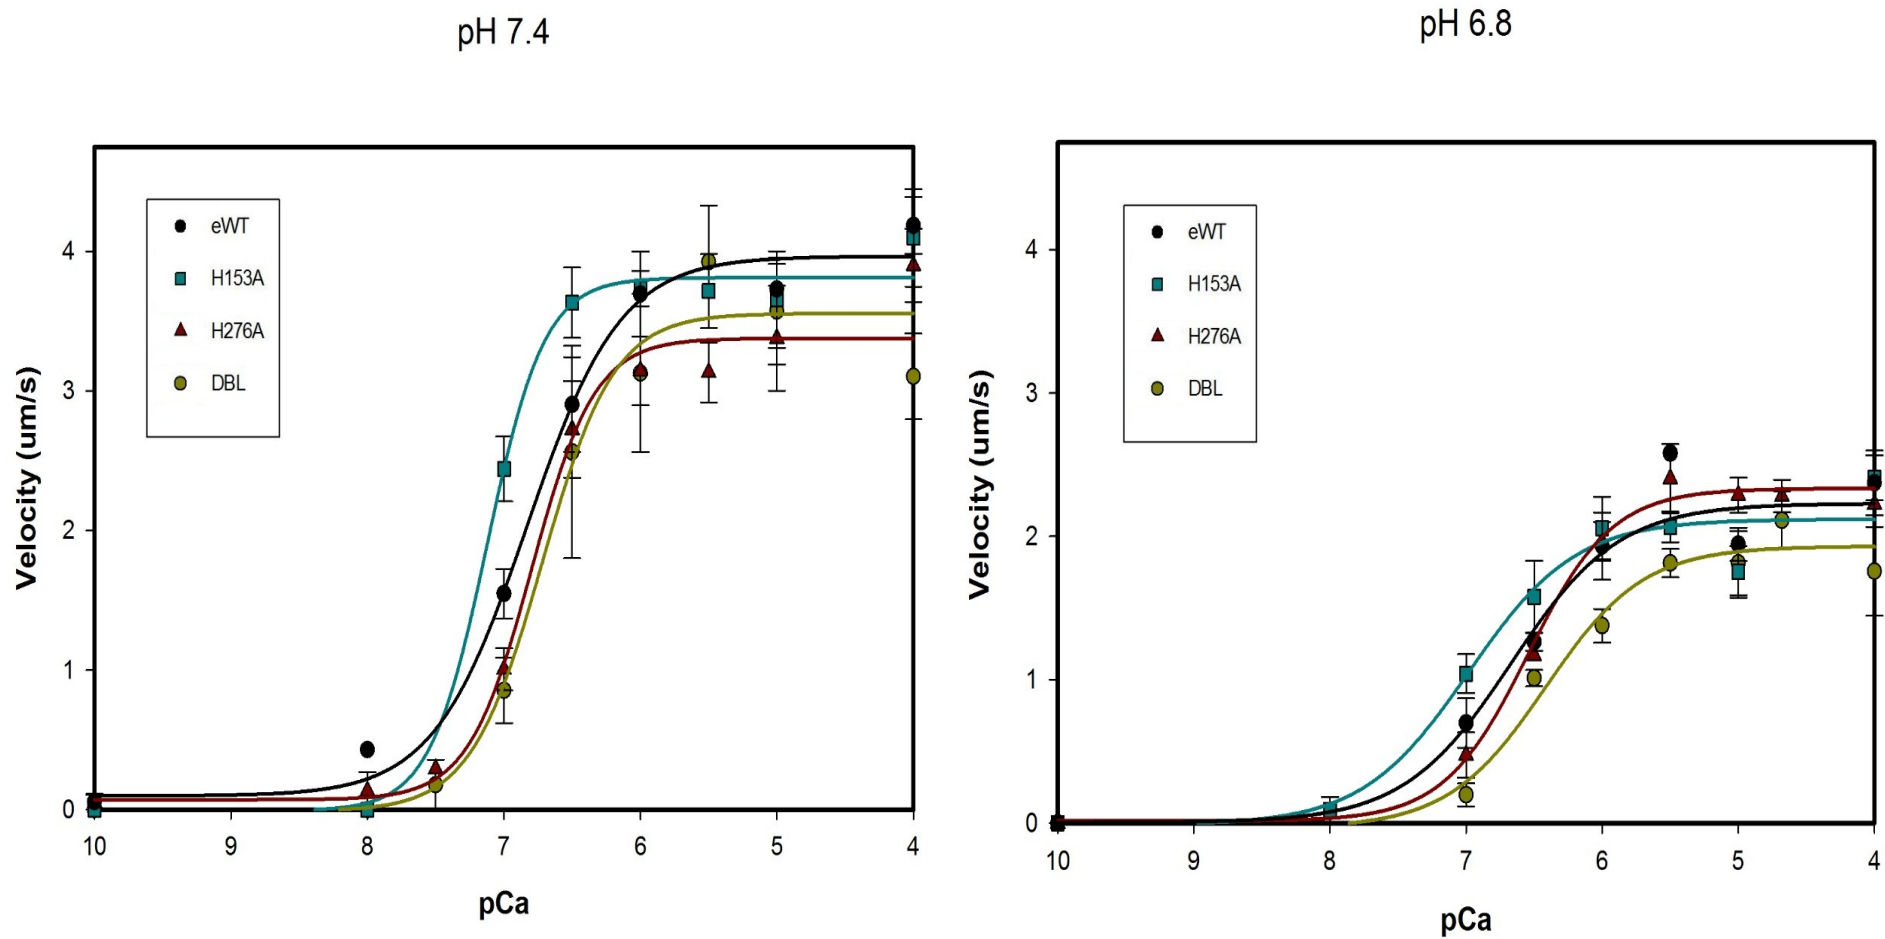 pH 7.4
eWT
H153A
H276A
DBL
Velocity (um/s)
4
3
2
1
0
10 9 8 7 6 5 4
pCa
pH 6.8
eWT
H153A
H276A
DBL
Velocity (um/s)
4
3
2
1
0
10 9 8 7 6 5 4
pCa